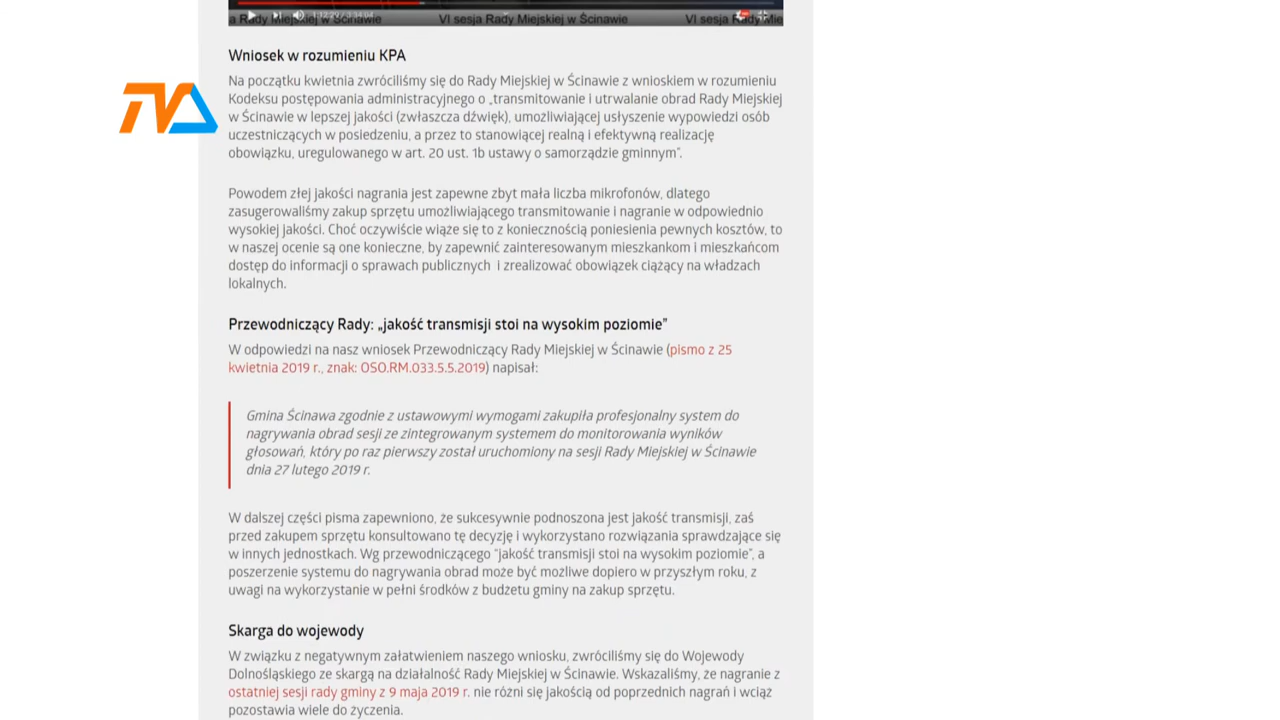 a Rady Miejskiej w Ścinawie VI sesja Rady Miejskiej w Ścinawie VI sesja Rady Mie
Wniosek w rozumieniu KPA
Na początku kwietnia zwróciliśmy się do Rady Miejskiej w Ścinawie z wnioskiem w rozumieniu
Kodeksu postępowania administracyjnego o „transmitowanie i utrwalanie obrad Rady Miejskiej
w Ścinawie w lepszej jakości (zwłaszcza dźwięk), umożliwiającej usłyszenie wypowiedzi osób
uczestniczących w posiedzeniu, a przez to stanowiącej realną i efektywną realizację
obowiązku, uregulowanego w art. 20 ust. 1b ustawy o samorządzie gminnym”.
TVA
Powodem złej jakości nagrania jest zapewne zbyt mała liczba mikrofonów, dlatego
zasugerowaliśmy zakup sprzętu umożliwiającego transmitowanie i nagranie w odpowiednio
wysokiej jakości. Choć oczywiście wiąże się to z koniecznością poniesienia pewnych kosztów, to
w naszej ocenie są one konieczne, by zapewnić zainteresowanym mieszkankom i mieszkańcom
dostęp do informacji o sprawach publicznych i zrealizować obowiązek ciążący na władzach
lokalnych.
Przewodniczący Rady: „jakość transmisji stoi na wysokim poziomie”
W odpowiedzi na nasz wniosek Przewodniczący Rady Miejskiej w Ścinawie (pismo z 25
kwietnia 2019 r., znak: OSO.RM.033.5.5.2019) napisał:
Gmina Ścinawa zgodnie z ustawowymi wymogami zakupiła profesjonalny system do
nagrywania obrad sesji ze zintegrowanym systemem do monitorowania wyników
głosowań, który po raz pierwszy został uruchomiony na sesji Rady Miejskiej w Ścinawie
dnia 27 lutego 2019 r.
W dalszej części pisma zapewniono, że sukcesywnie podnoszona jest jakość transmisji, zaś
przed zakupem sprzętu konsultowano tę decyzję i wykorzystano rozwiązania sprawdzające się
w innych jednostkach. Wg przewodniczącego "jakość transmisji stoi na wysokim poziomie", a
poszerzenie systemu do nagrywania obrad może być możliwe dopiero w przyszłym roku, z
uwagi na wykorzystanie w pełni środków z budżetu gminy na zakup sprzętu.
Skarga do wojewody
W związku z negatywnym załatwieniem naszego wniosku, zwróciliśmy się do Wojewody
Dolnośląskiego ze skargą na działalność Rady Miejskiej w Ścinawie. Wskazaliśmy, że nagranie z
ostatniej sesji rady gminy z 9 maja 2019 r. nie różni się jakością od poprzednich nagrań i wciąż
pozostawia wiele do życzenia.